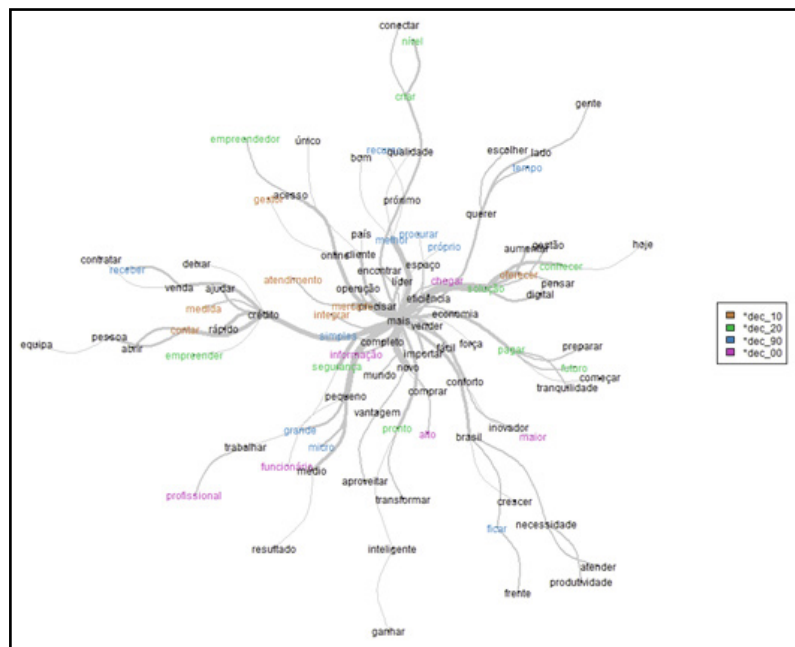 conectar
nível
criar
gente
empreendedor
único
escolher
lado
bom
qualidade
tempo
gestor
acesso
próximo
querer
país
melhor
procurar
contratar
deixar
online
cliente
próprio
aumentar
gestão
hoje
receber
encontrar
espaço
oferecer
conhecer
venda
ajudar
atendimento
operação
líder
chegar
solução
pensar
digital
medida
crédito
integrar
precisar
eficiência
*dec_10
*dec_20
*dec_90
*dec_00
contar
rápido
mais
economia
equipa
pessoa
abrir
simples
completo
vender
fácil
força
pagar
preparar
empreender
informação
importar
segurança
mundo
novo
conforto
futuro
começar
tranquilidade
pequeno
comprar
vantagem
grande
pronto
alto
brasil
inovador
maior
trabalhar
micro
funcionário
médio
profissional
aproveitar
transformar
crescer
resultado
inteligente
ficar
necessidade
atender
produtividade
frente
ganhar